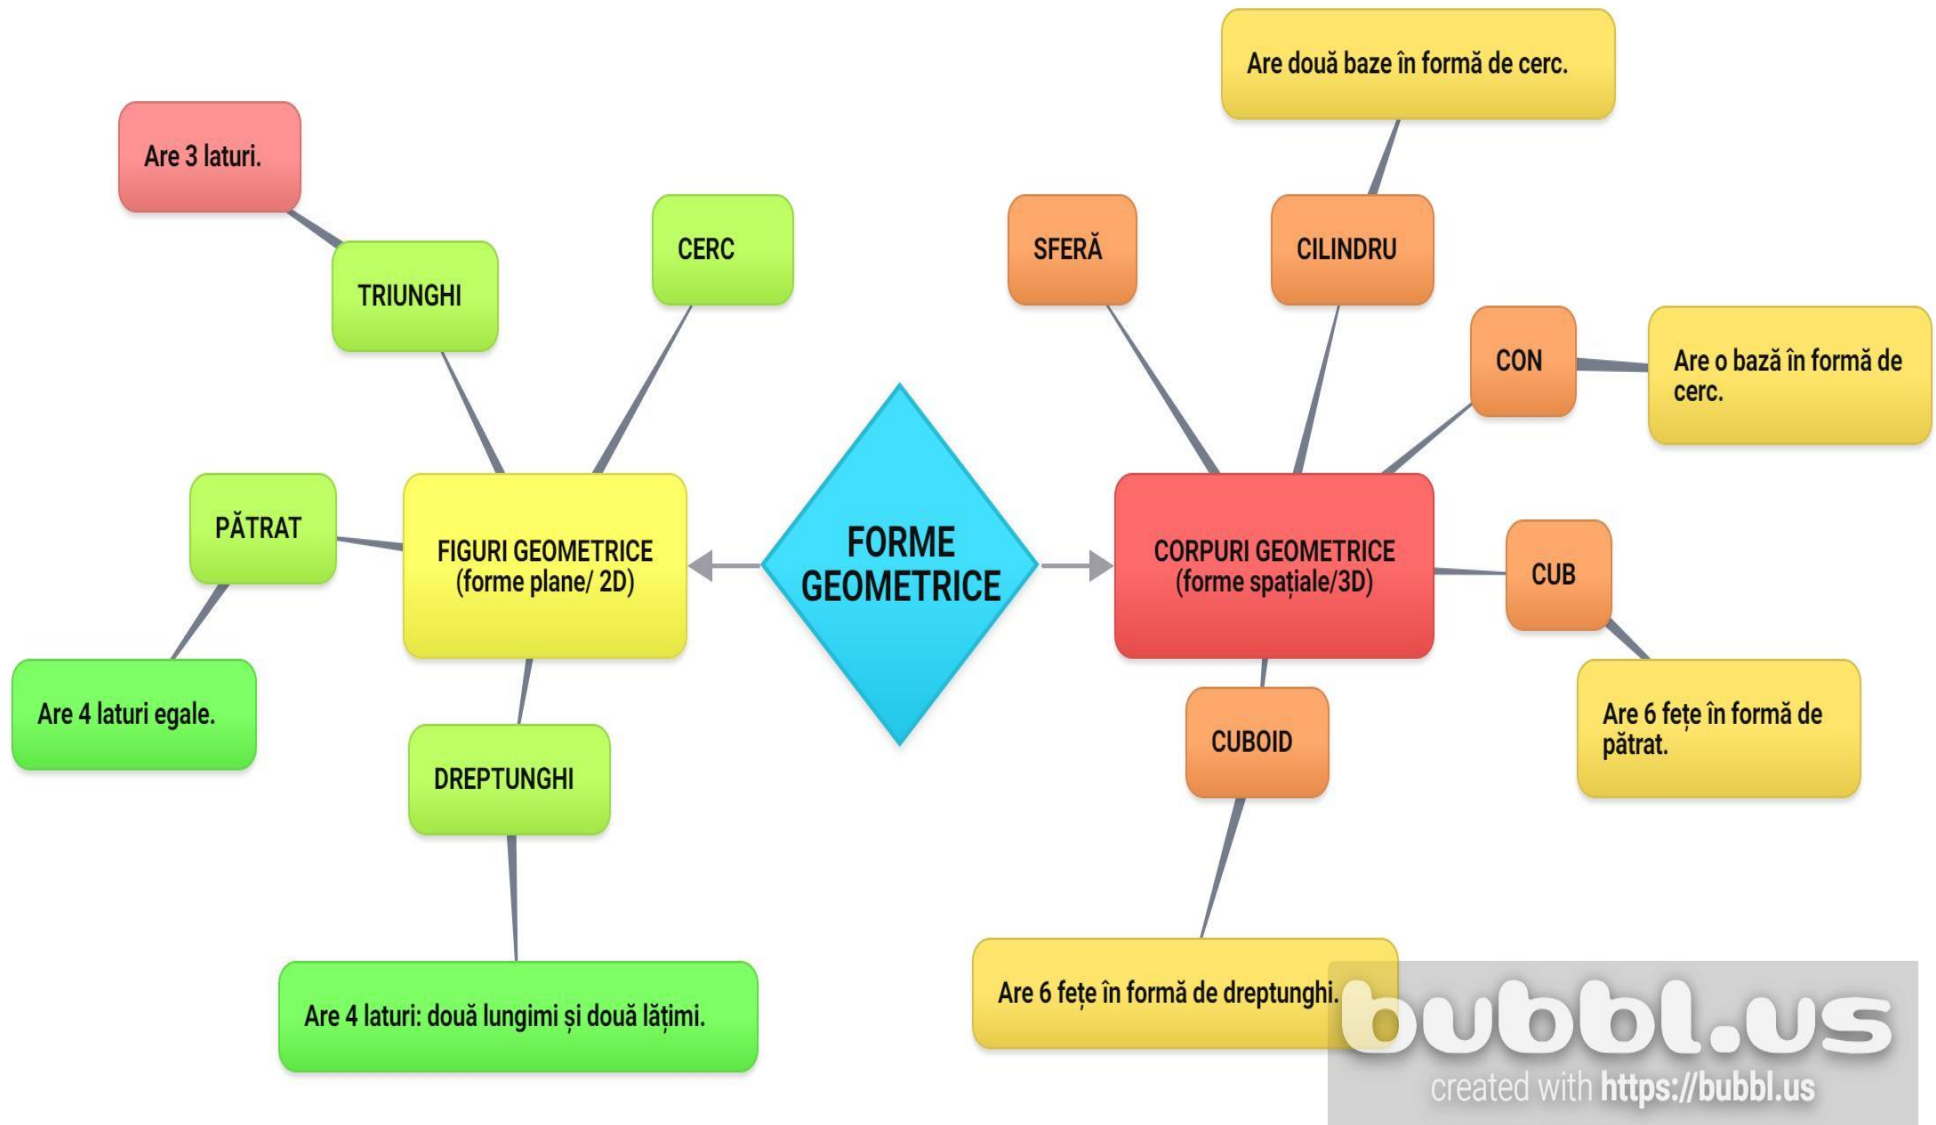 Are două baze în formă de cerc.
Are 3 laturi.
CERC
SFERĂ
CILINDRU
TRIUNGHI
CON
Are o bază în formă de
cerc.
PĂTRAT
FIGURI GEOMETRICE
(forme plane/ 2D)
FORME
GEOMETRICE
CORPURI GEOMETRICE
(forme spațiale/3D)
CUB
Are 4 laturi egale.
CUBOID
Are 6 fețe în formă de
pătrat.
DREPTUNGHI
Are 4 laturi: două lungimi și două lățimi.
Are 6 fețe în formă de dreptunghi.
bubbl.us
created with https://bubbl.us